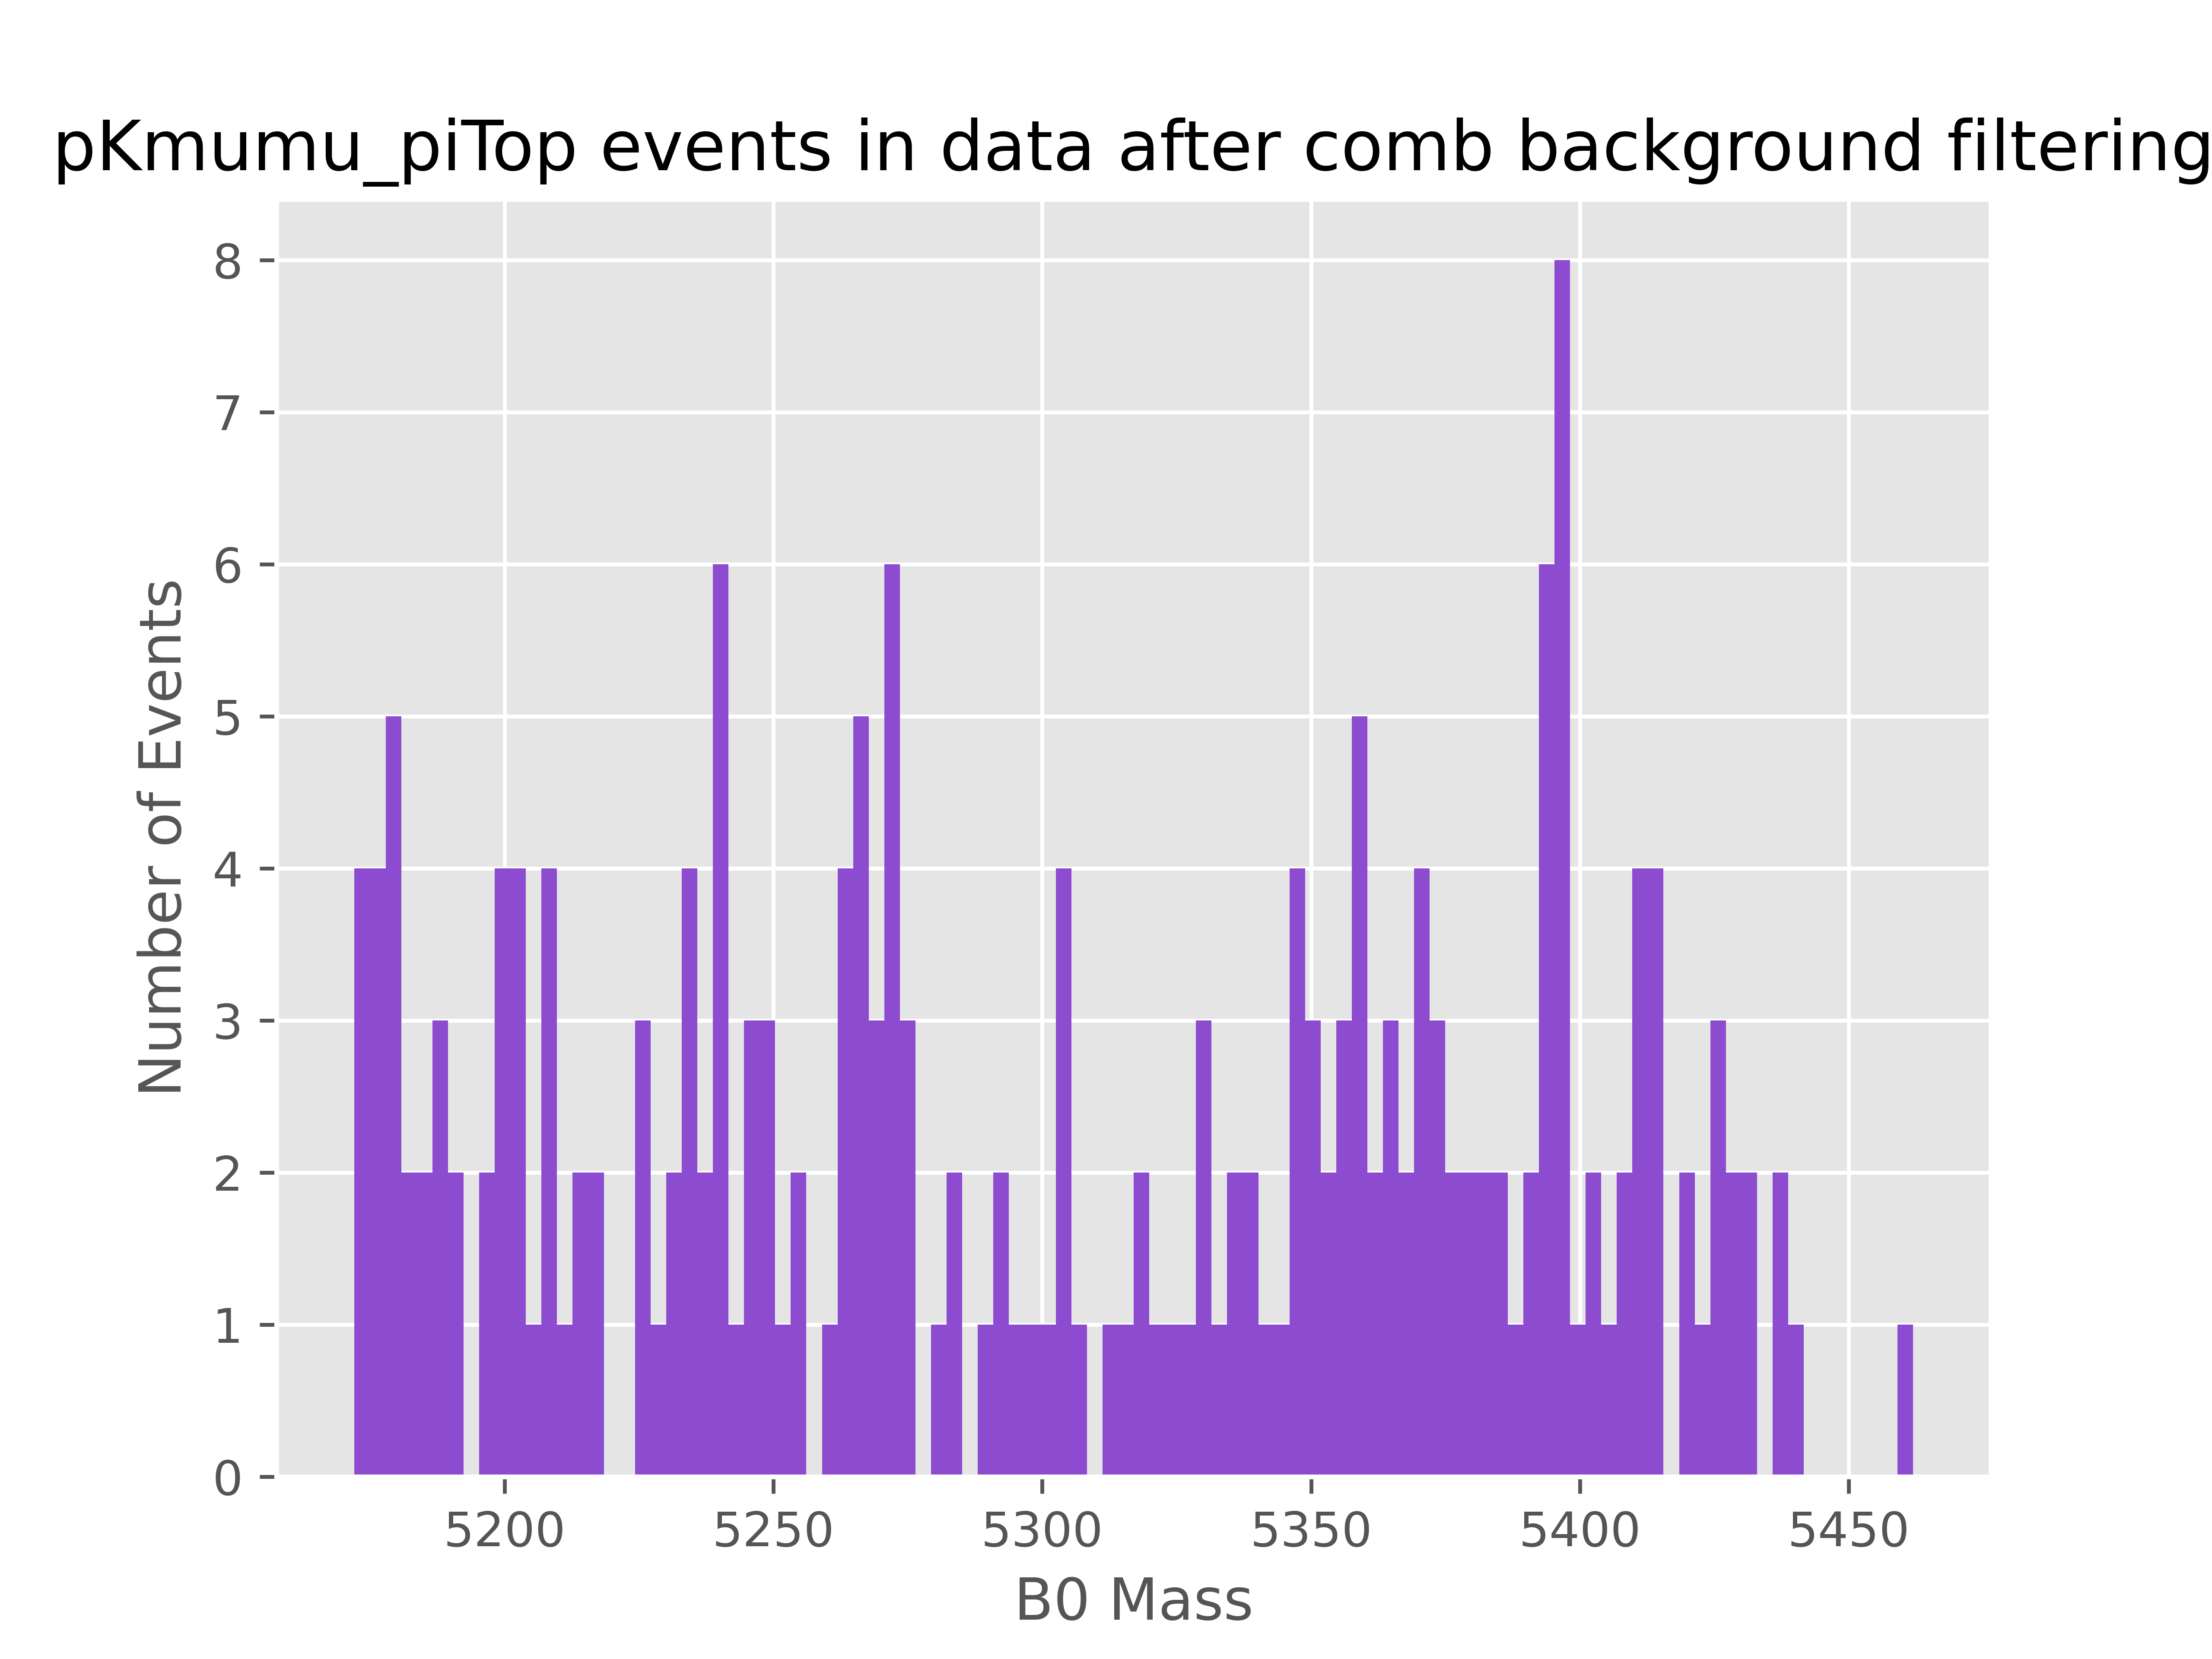 pKmumu_piTop events in data after comb background filtering
8
7
6
5
4
3
2
1
0
Number of Events
5200 5250 5300 5350 5400 5450
B0 Mass